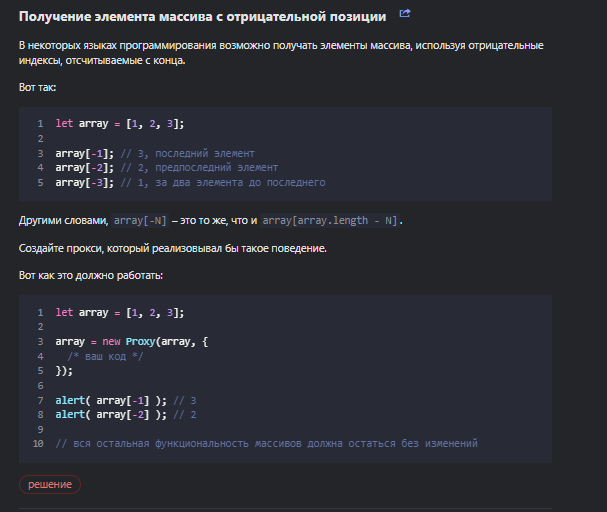 Получение элемента массива с отрицательной позиции
В некоторых языках программирования возможно получать элементы массива, используя отрицательные
индексы, отсчитываемые с конца.
Вот так:
1 let array = [1, 2, 3];
2
3 array[-1]; // 3, последний элемент
4 array[-2]; // 2, предпоследний элемент
5 array[-3]; // 1, за два элемента до последнего
Другими словами, array[-N] – это то же, что и array[array.length - N].
Создайте прокси, который реализовывал бы такое поведение.
Вот как это должно работать:
1 let array = [1, 2, 3];
2
3 array = new Proxy(array, {
4 /* ваш код */
5 });
6
7 alert( array[-1] ); // 3
8 alert( array[-2] ); // 2
9
10 // вся остальная функциональность массивов должна остаться без изменений
решение